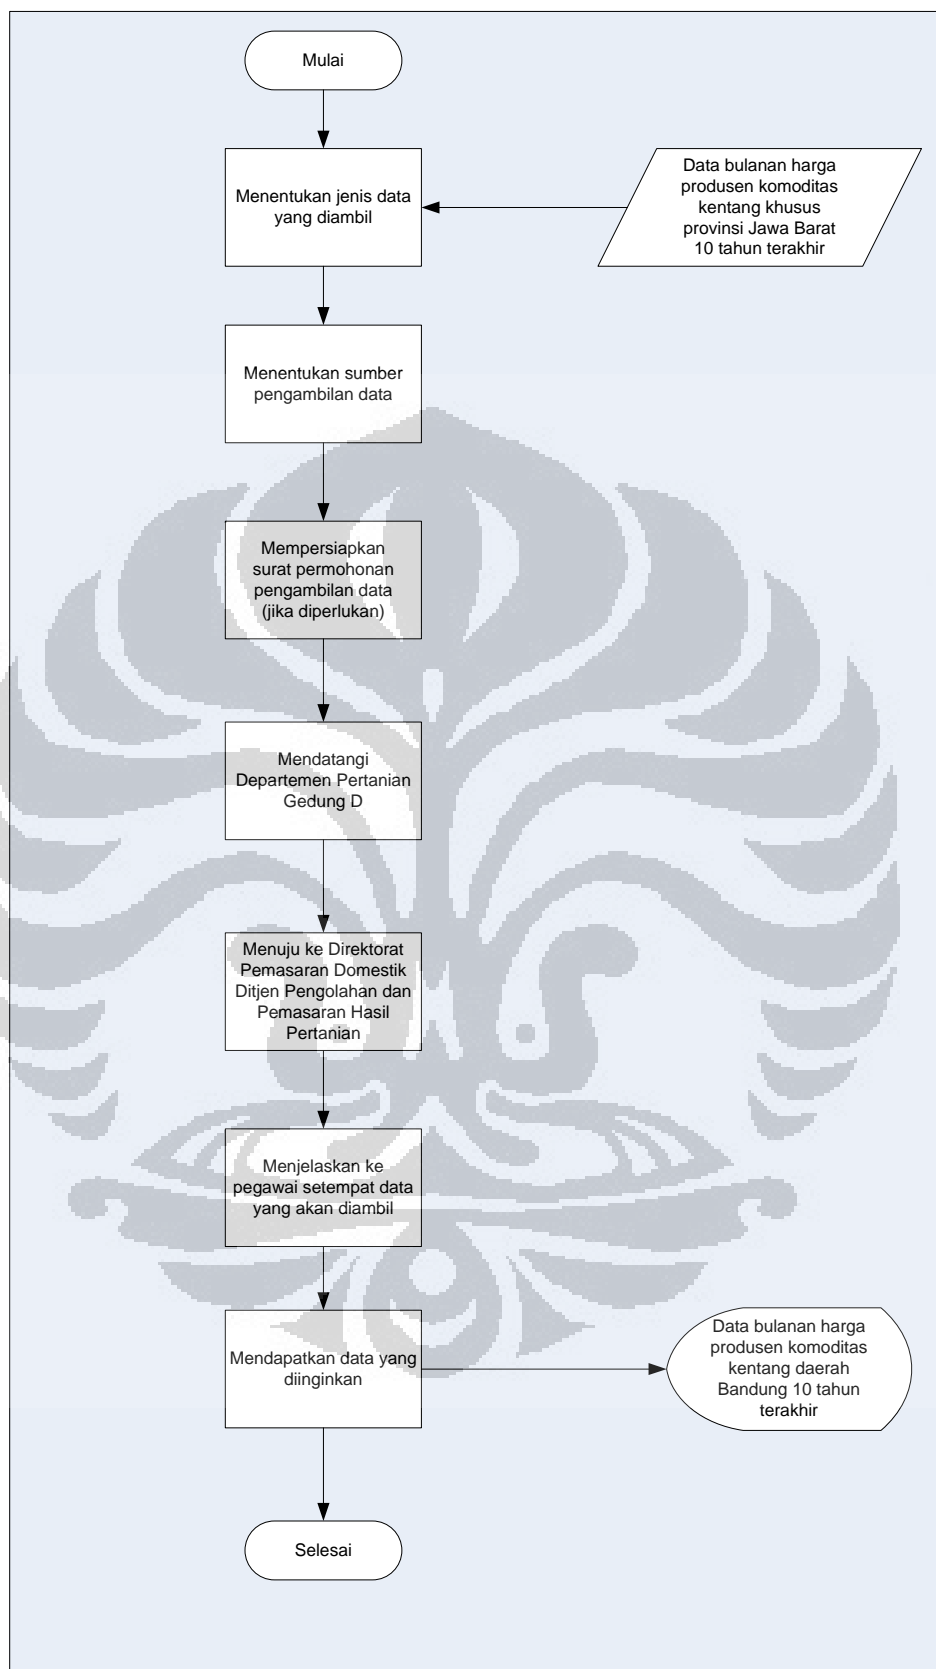 Mulai
Menentukan jenis data
yang diambil
Data bulanan harga
produsen komoditas
kentang khusus
provinsi Jawa Barat
10 tahun terakhir
Menentukan sumber
pengambilan data
Mempersiapkan
surat permohonan
pengambilan data
(jika diperlukan)
Mendatangi
Departemen Pertanian
Gedung D
Menuju ke Direktorat
Pemasaran Domestik
Ditjen Pengolahan dan
Pemasaran Hasil
Pertanian
Menjelaskan ke
pegawai setempat data
yang akan diambil
Mendapatkan data yang
diinginkan
Data bulanan harga
produsen komoditas
kentang daerah
Bandung 10 tahun
terakhir
Selesai